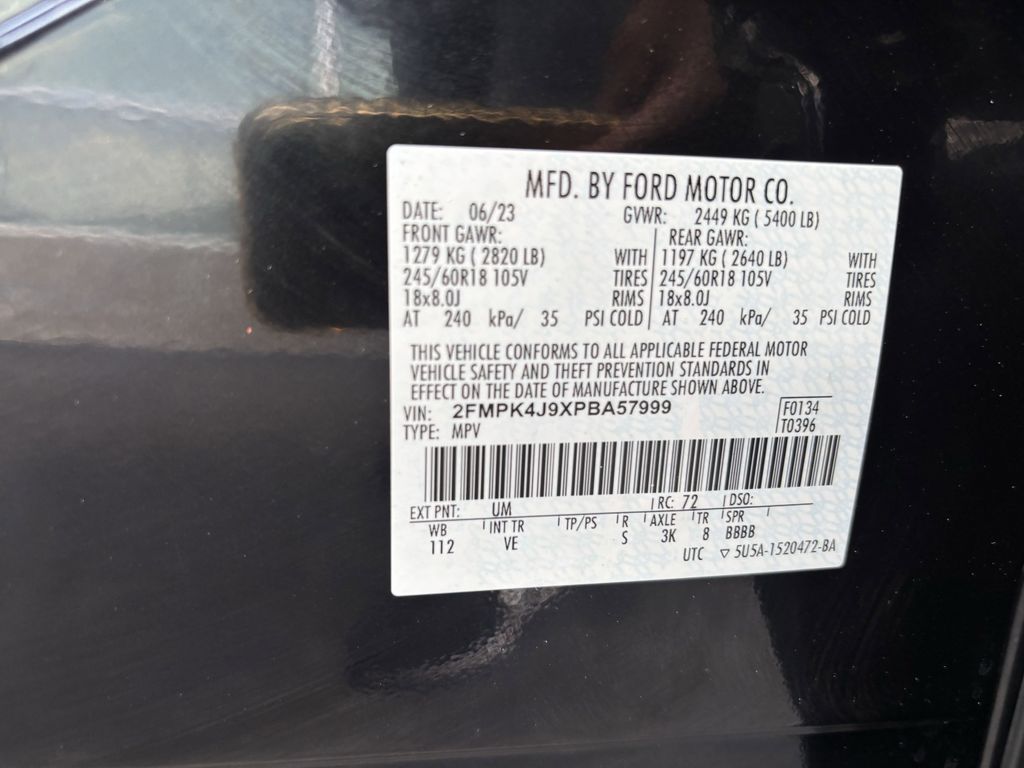 MFD. BY FORD MOTOR CO.
DATE: 06/23 GVWR: 2449 KG ( 5400 LB)
FRONT GAWR: REAR GAWR:
1279 KG ( 2820 LB) WITH 1197 KG ( 2640 LB) WITH
245/60R18 105V TIRES 245/60R18 105V TIRES
18x8.0J RIMS 18x8.0J RIMS
AT 240 kPa/ 35 PSI COLD AT 240 kPa/ 35 PSI COLD
THIS VEHICLE CONFORMS TO ALL APPLICABLE FEDERAL MOTOR
VEHICLE SAFETY AND THEFT PREVENTION STANDARDS IN
EFFECT ON THE DATE OF MANUFACTURE SHOWN ABOVE.
VIN: 2FMPK4J9XPBA57999 F0134
TYPE: MPV T0396
EXT PNT: UM RC: 72 DSO:
WB INT TR TP/PS R AXLE TR SPR
112 VE S 3K 8 BBBB
UTC ▽ 5U5A-1520472-BA